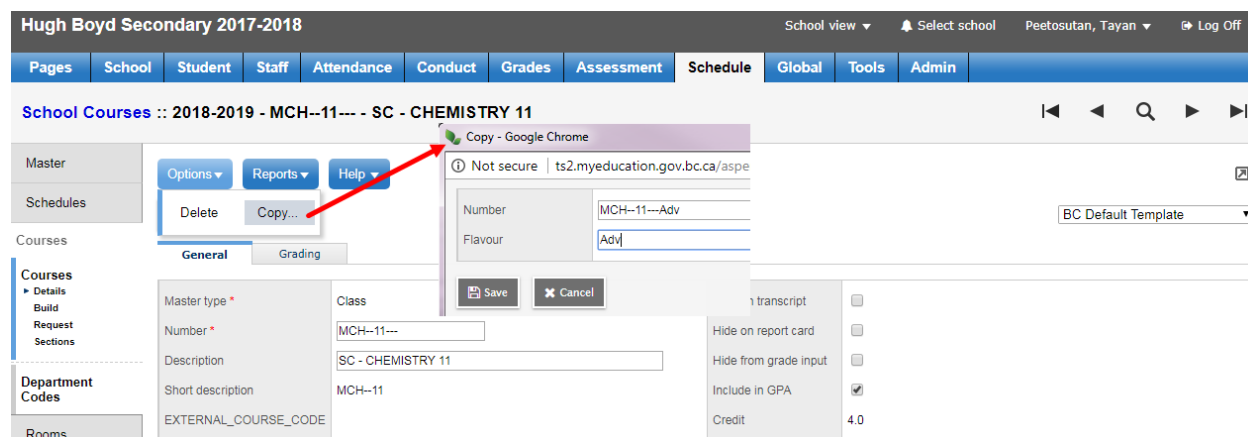 Hugh Boyd Secondary 2017-2018
School view ▼ Select school Peetosutan, Tayan ▼ Log Off
Pages School Student Staff Attendance Conduct Grades Assessment Schedule Global Tools Admin
School Courses :: 2018-2019 - MCH--11--- - SC - CHEMISTRY 11
Copy - Google Chrome
Not secure | ts2.myeducation.gov.bc.ca/aspe
Number MCH--11---Adv
Flavour Adv
Save Cancel
Master
Schedules
Courses
Courses
Details
Build
Request
Sections
Department
Codes
Rooms
Options ▼ Reports ▼ Help ▼
Delete Copy...
BC Default Template
General Grading
Master type * Class
Number * MCH--11---
Description SC - CHEMISTRY 11
Short description MCH--11
EXTERNAL_COURSE_CODE
transcript
Hide on report card
Hide from grade input
Include in GPA
Credit 4.0